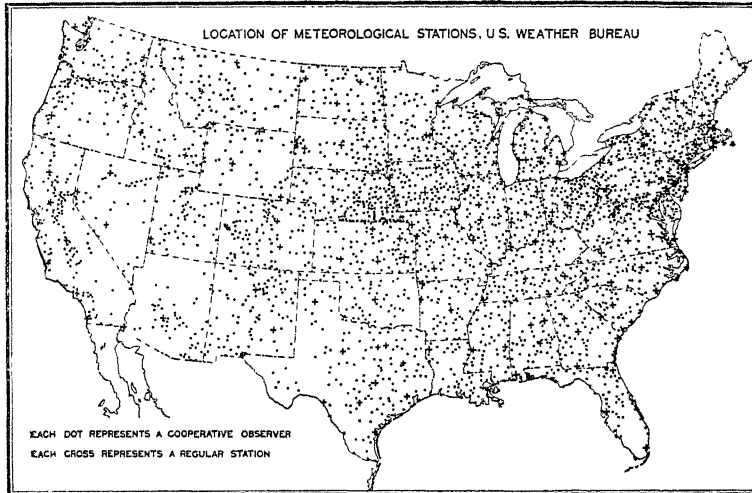 LOCATION OF METEOROLOGICAL STATIONS, U.S. WEATHER BUREAU
EACH DOT REPRESENTS A COOPERATIVE OBSERVER
EACH CROSS REPRESENTS A REGULAR STATION